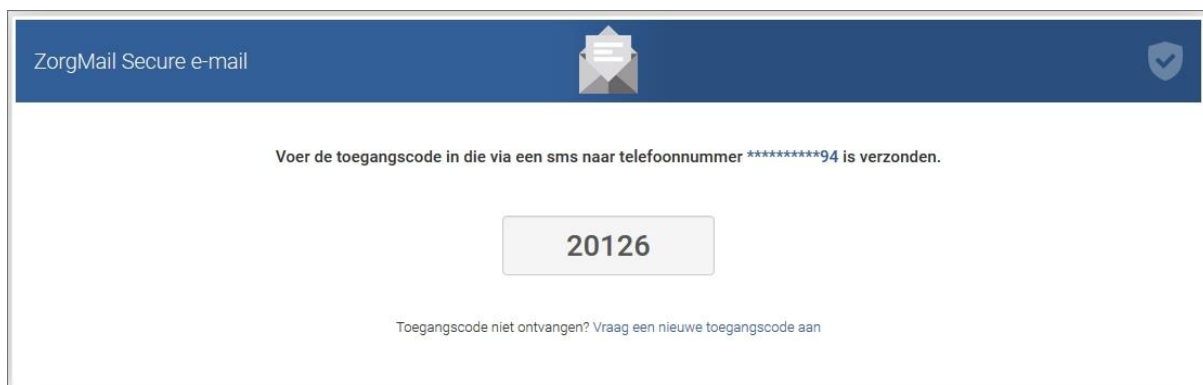 ZorgMail Secure e-mail
Voer de toegangscode in die via een sms naar telefoonnummer **********94 is verzonden.
20126
Toegangscode niet ontvangen? Vraag een nieuwe toegangscode aan